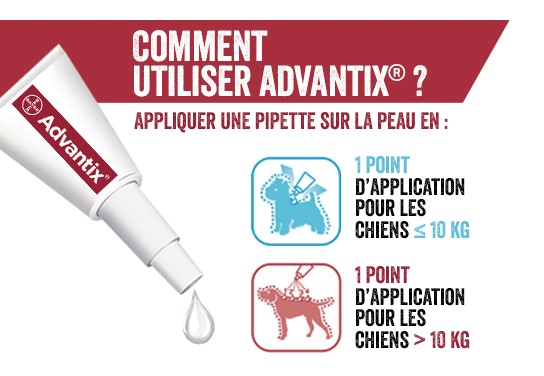 COMMENT
UTILISER ADVANTIX® ?
APPLIQUER UNE PIPETTE SUR LA PEAU EN :
Advantix®
1 POINT
D'APPLICATION
POUR LES
CHIENS ≤ 10 KG
1 POINT
D'APPLICATION
POUR LES
CHIENS > 10 KG